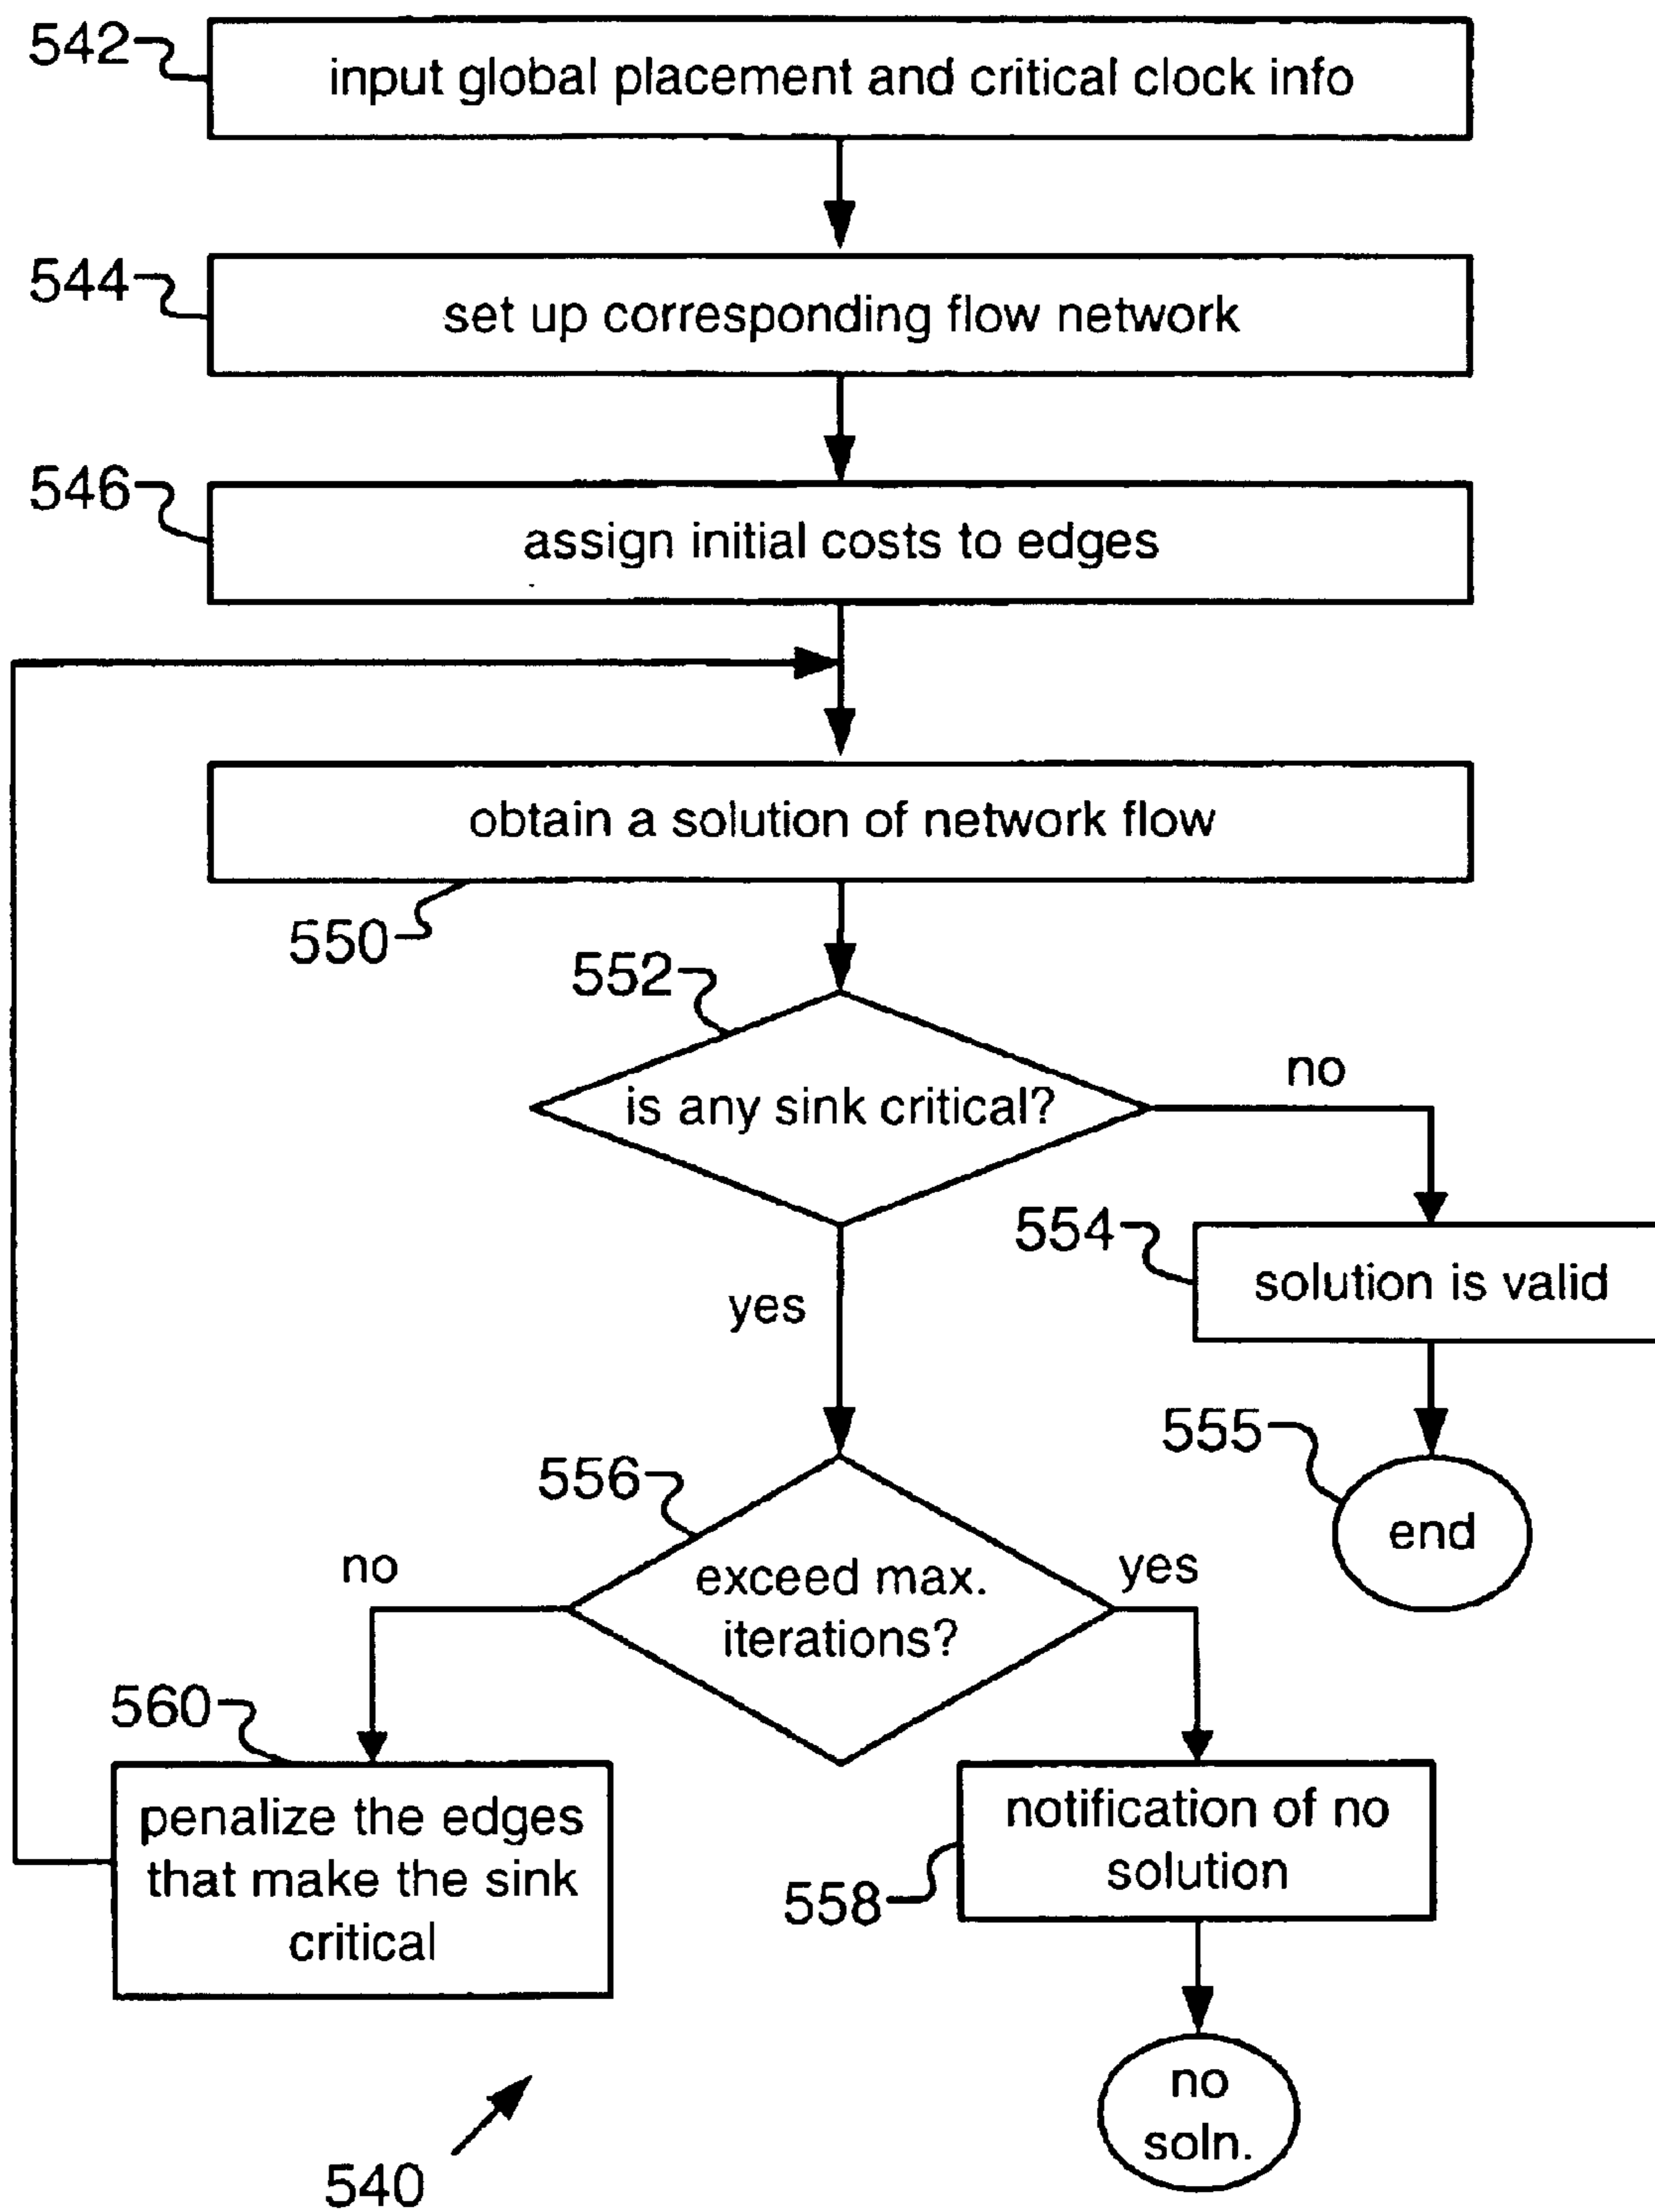 542
input global placement and critical clock info
544
set up corresponding flow network
546
assign initial costs to edges
obtain a solution of network flow
550
552
is any sink critical?
no
554
solution is valid
yes
555
end
556
exceed max.
iterations?
no
yes
560
penalize the edges
that make the sink
critical
notification of no
solution
558
no
soln.
540